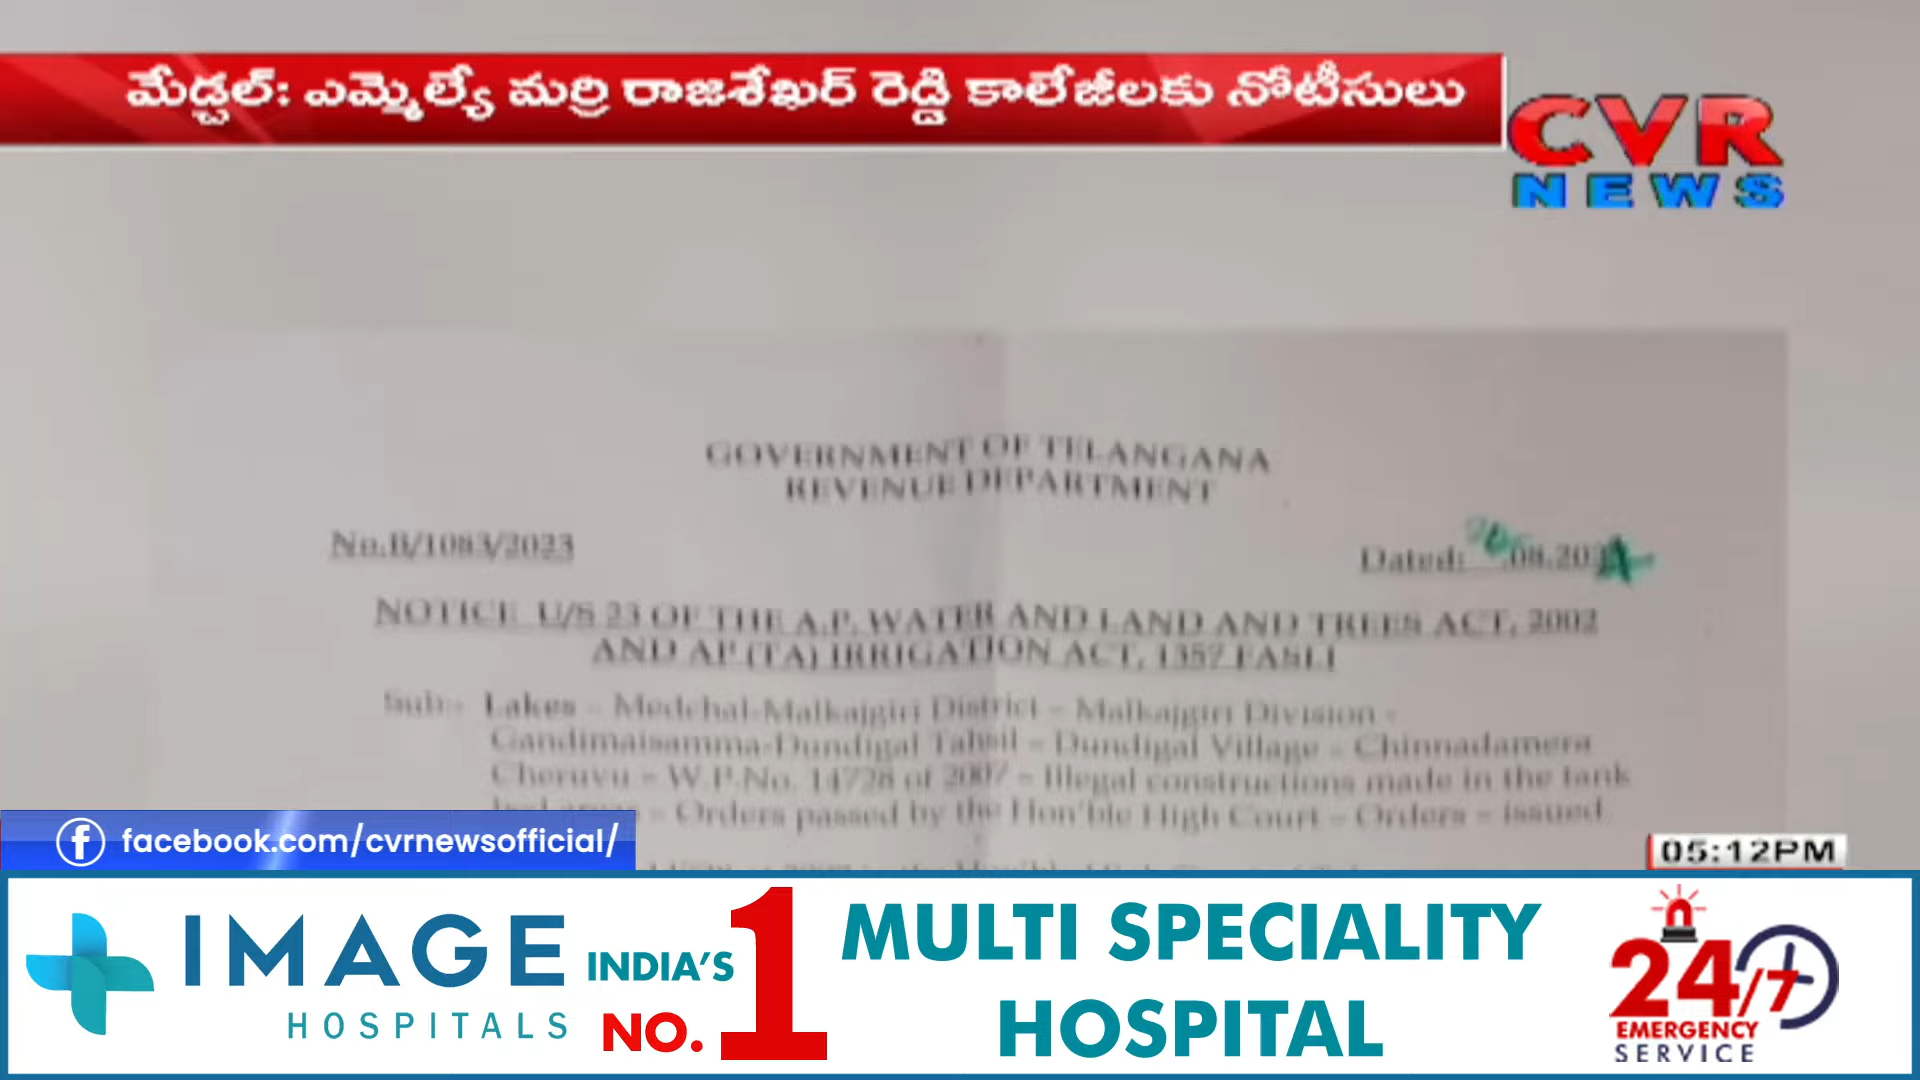 మేడ్చల్: ఎమ్మెల్యే మర్రి రాజశేఖర్ రెడ్డి కాలేజీలకు నోటీసులు
CVR
NEWS
GOVERNMENT OF TELANGANA
REVENUE DEPARTMENT
No.B/1083/2023
Dated: .08.202
NOTICE U/S 23 OF THE A.P. WATER AND LAND AND TREES ACT, 2002
AND AP (TA) IRRIGATION ACT, 1357 FASLI
Sub:- Lakes – Medchal-Malkajgiri District – Malkajgiri Division -
Gandimaisamma-Dundigal Tahsil – Dundigal Village – Chinnadamera
Cheruvu – W.P.No. 14728 of 2007 – Illegal constructions made in the tank
– Orders passed by the Hon'ble High Court – Orders – issued.
facebook.com/cvrnewsofficial/
05:12PM
IMAGE
HOSPITALS
INDIA'S
NO. 1
MULTI SPECIALITY
HOSPITAL
24/7
EMERGENCY
SERVICE